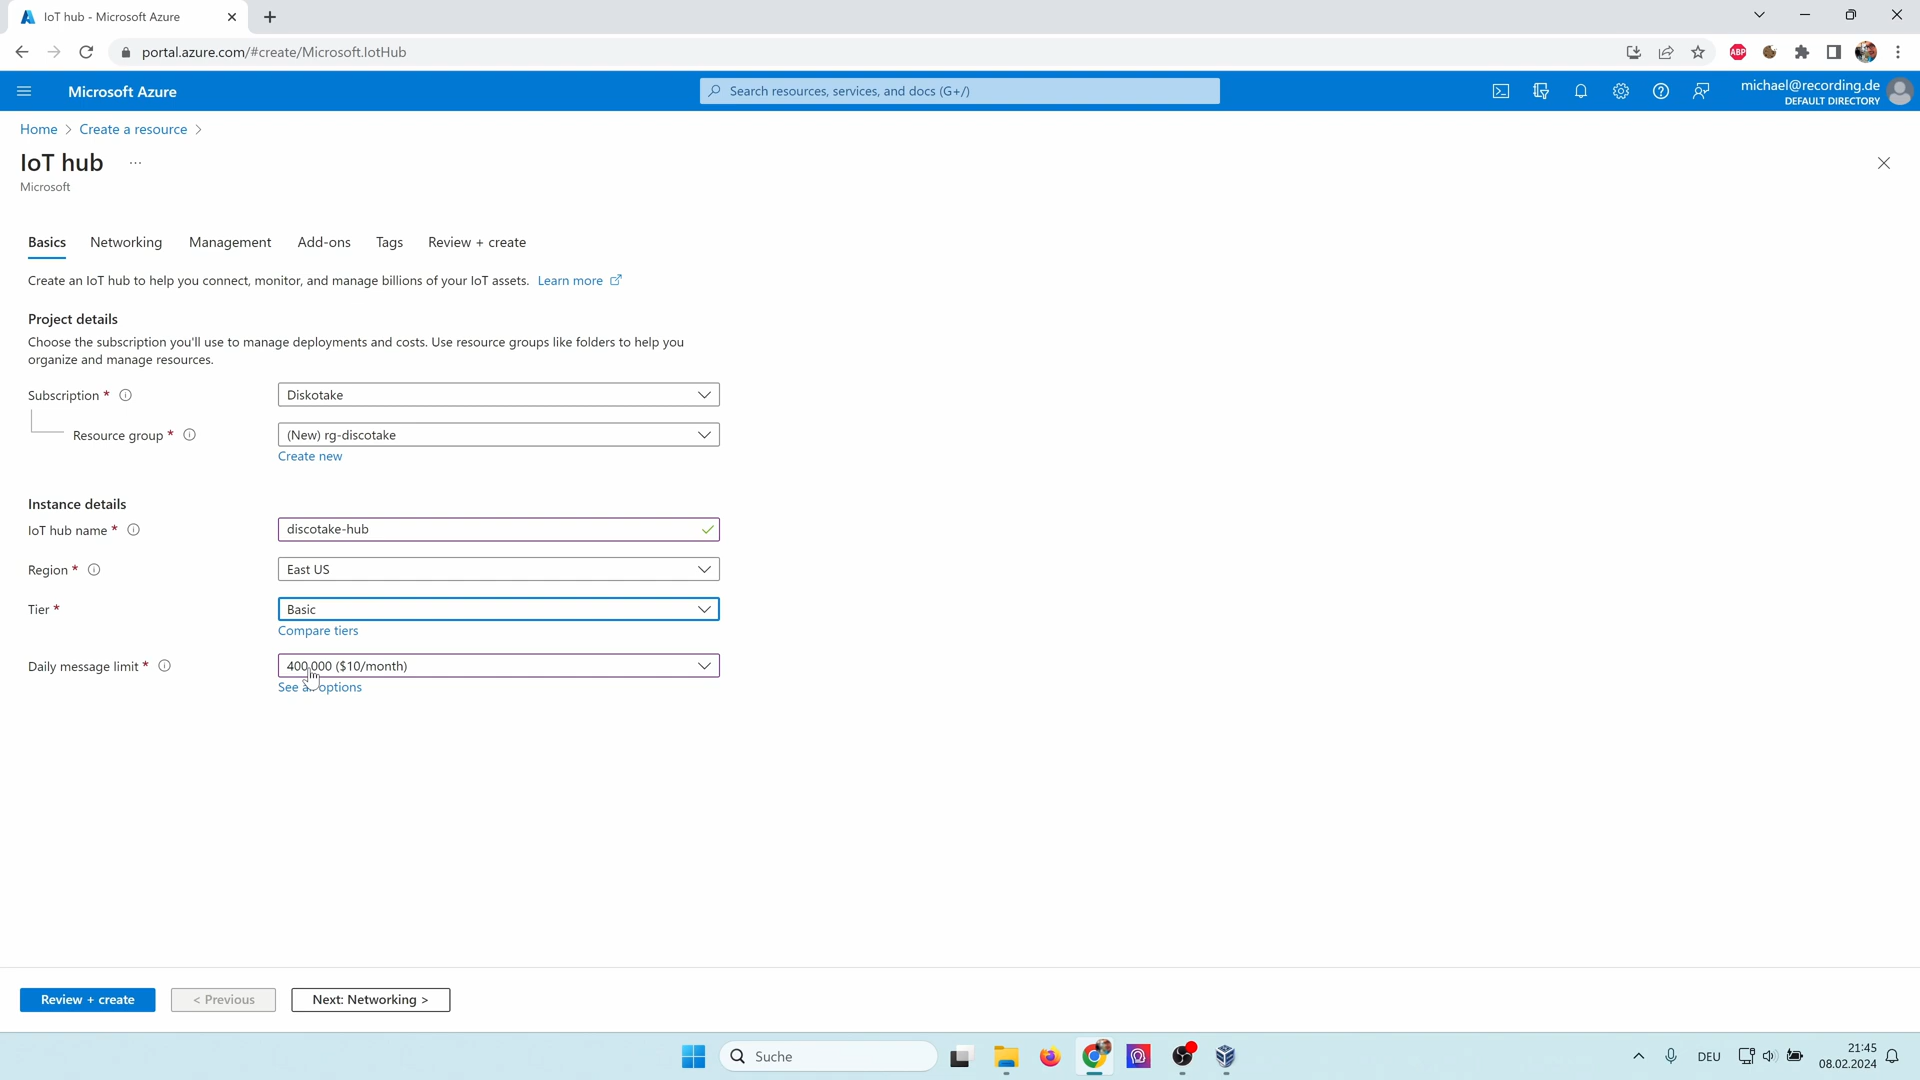 IoT hub - Microsoft Azure
portal.azure.com/#create/Microsoft.IotHub
ABP
Microsoft Azure
Search resources, services, and docs (G+/)
michael@recording.de
DEFAULT DIRECTORY
Home > Create a resource >
IoT hub ...
Microsoft
Basics Networking Management Add-ons Tags Review + create
Create an IoT hub to help you connect, monitor, and manage billions of your IoT assets. Learn more
Project details
Choose the subscription you'll use to manage deployments and costs. Use resource groups like folders to help you
organize and manage resources.
Subscription * Diskotake
Resource group * (New) rg-discotake
Create new
Instance details
IoT hub name * discotake-hub
Region * East US
Tier * Basic
Compare tiers
Daily message limit * 400,000 ($10/month)
See all options
Review + create < Previous Next: Networking >
Suche
DEU
21:45
08.02.2024